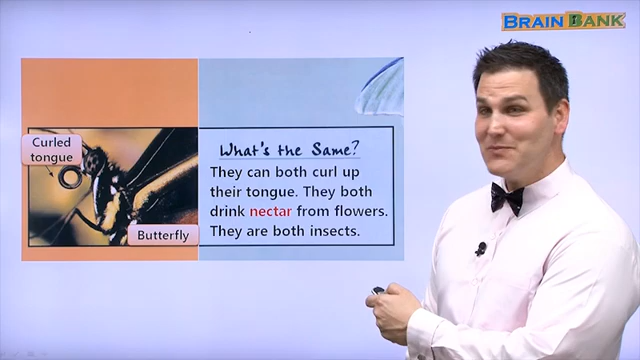 BRAIN BANK
Curled
tongue
Butterfly
What's the Same?
They can both curl up
their tongue. They both
drink nectar from flowers.
They are both insects.